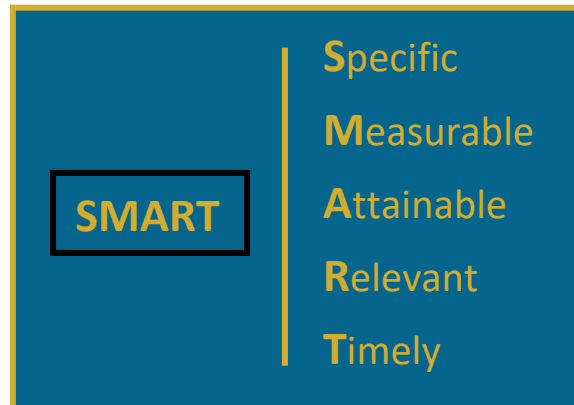 SMART
Specific
Measurable
Attainable
Relevant
Timely